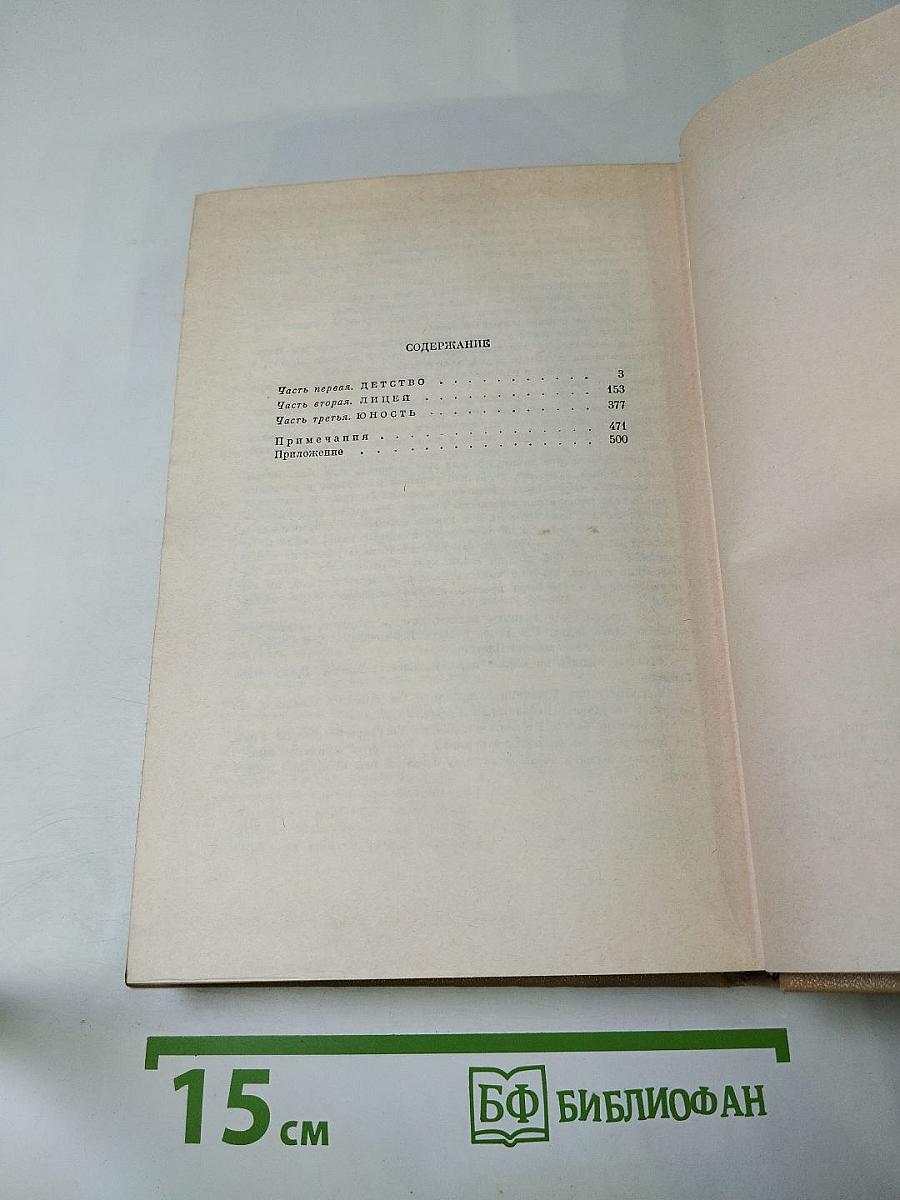 СОДЕРЖАНИЕ
Часть первая. ДЕТСТВО . . . . . . . . . . . 3
Часть вторая. ЛИЦЕЙ . . . . . . . . . . . . 153
Часть третья. ЮНОСТЬ . . . . . . . . . . . . 377
Примечания . . . . . . . . . . . . . . . 471
Приложение . . . . . . . . . . . . . . . . 500
15 см
БФ БИБЛИОФАН